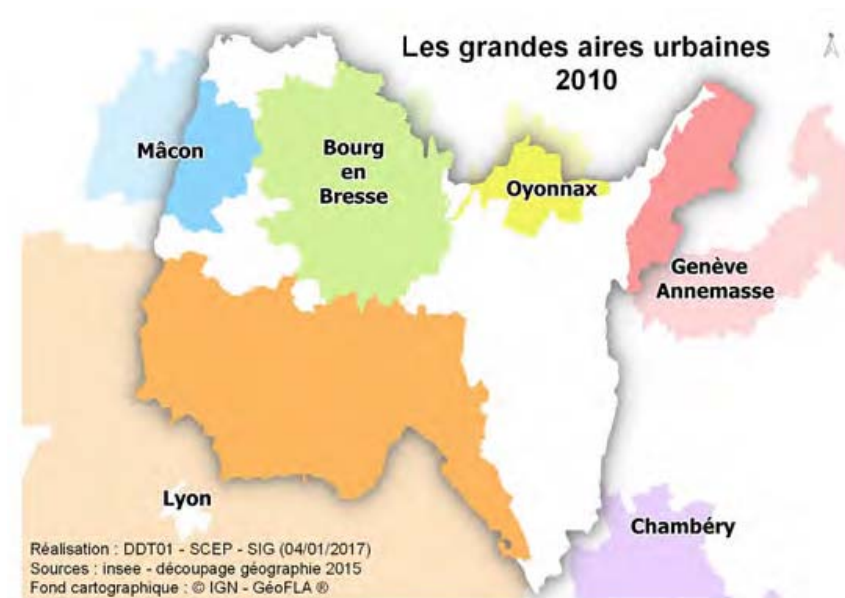 Les grandes aires urbaines
2010
Mâcon
Bourg
en
Bresse
Oyonnax
Genève
Annemasse
Lyon
Chambéry
Réalisation : DDT01 - SCEP - SIG (04/01/2017)
Sources : insee - découpage géographie 2015
Fond cartographique : © IGN - GéoFLA ®